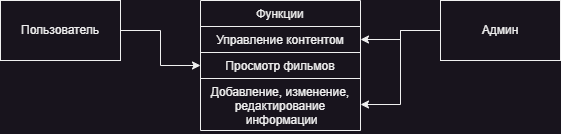 Пользователь
Функции
Управление контентом
Просмотр фильмов
Добавление, изменение,
редактирование
информации
Админ